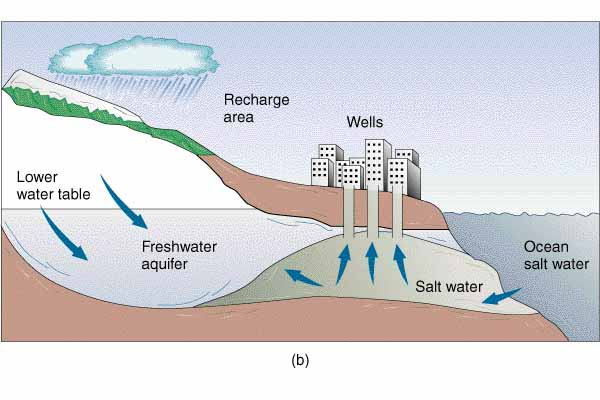 Recharge
area
Wells
Lower
water table
Freshwater
aquifer
Ocean
salt water
Salt water
(b)